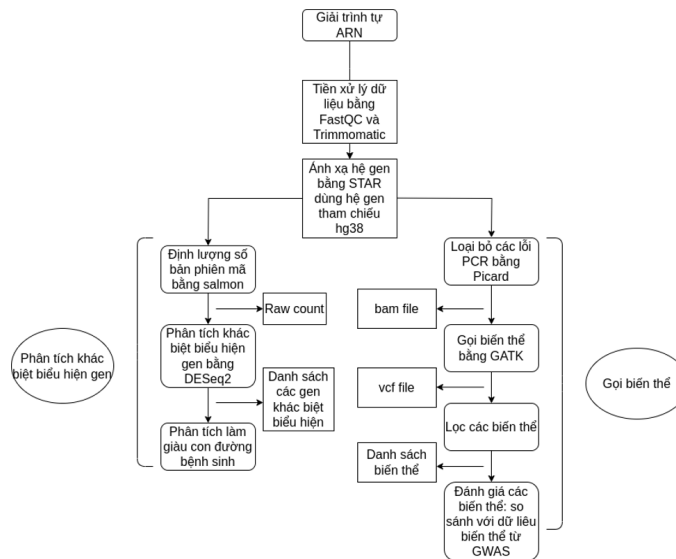 Giải trình tự
ARN
Tiền xử lý dữ
liệu bằng
FastQC và
Trimmomatic
Ánh xạ hệ gen
bằng STAR
dùng hệ gen
tham chiếu
hg38
Định lượng số
bản phiên mã
bằng salmon
Raw count
Phân tích khác
biệt biểu hiện
gen bằng
DESeq2
Danh sách
các gen
khác biệt
biểu hiện
Phân tích làm
giàu con đường
bệnh sinh
Phân tích khác
biệt biểu hiện gen
Loại bỏ các lỗi
PCR bằng
Picard
bam file
Gọi biến thể
bằng GATK
vcf file
Lọc các biến thể
Danh sách
biến thể
Đánh giá các
biến thể: so
sánh với dữ liêu
biến thể từ
GWAS
Gọi biến thể